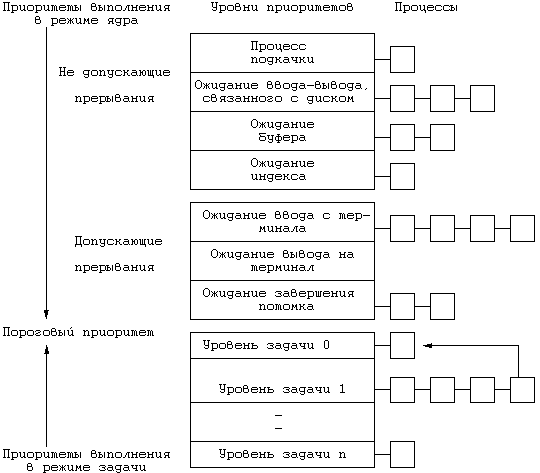 Приоритеты выполнения
в режиме ядра
Уровни приоритетов
Процессы
Не допускающие
прерывания
Процесс
подкачки
Ожидание ввода-вывода,
связанного с диском
Ожидание
буфера
Ожидание
индекса
Допускающие
прерывания
Ожидание ввода с тер-
минала
Ожидание вывода на
терминал
Ожидание завершения
потомка
Пороговый приоритет
Уровень задачи 0
Уровень задачи 1
-
-
Уровень задачи n
Приоритеты выполнения
в режиме задачи